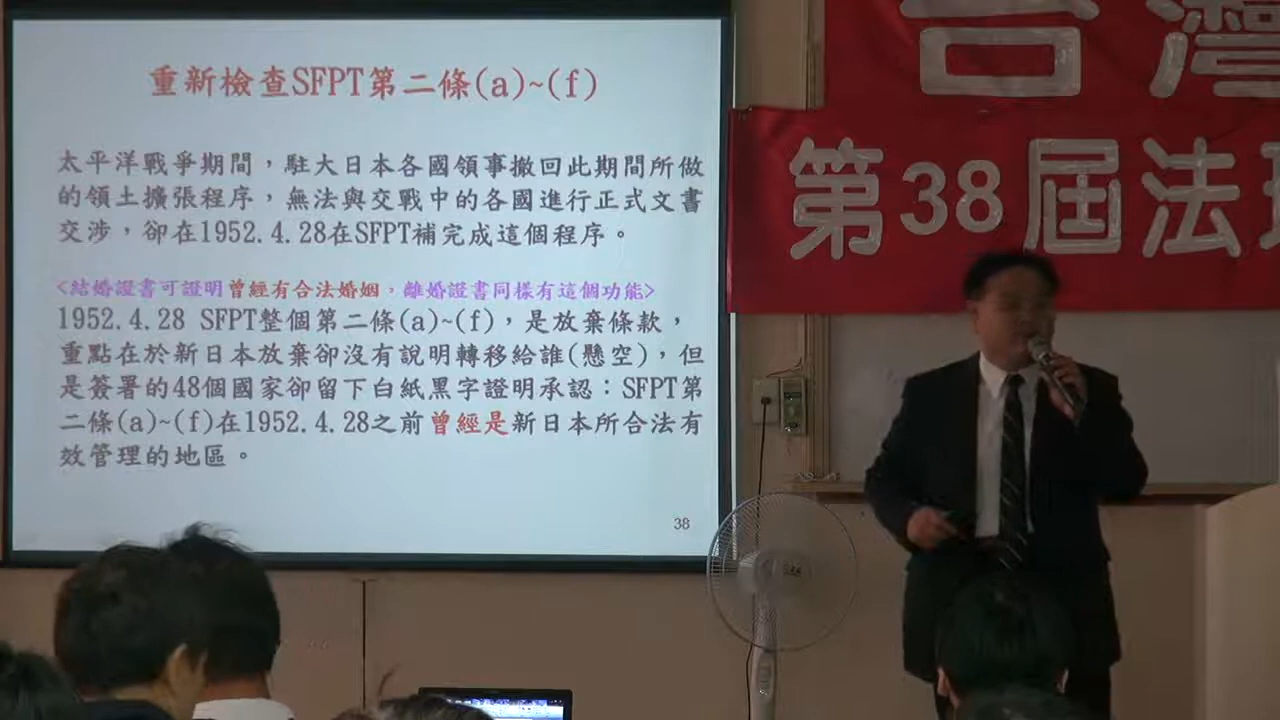 重新檢查SFPT第二條(a)~(f)
太平洋戰爭期間，駐大日本各國領事撤回此期間所做
的領土擴張程序，無法與交戰中的各國進行正式文書
交涉，卻在1952.4.28在SFPT補完成這個程序。
<結婚證書可證明曾經有合法婚姻，離婚證書同樣有這個功能>
1952.4.28 SFPT整個第二條(a)~(f)，是放棄條款，
重點在於新日本放棄卻沒有說明轉移給誰(懸空)，但
是簽署的48個國家卻留下白紙黑字證明承認：SFPT第
二條(a)~(f)在1952.4.28之前曾經是新日本所合法有
效管理的地區。
38
台灣
第38屆法